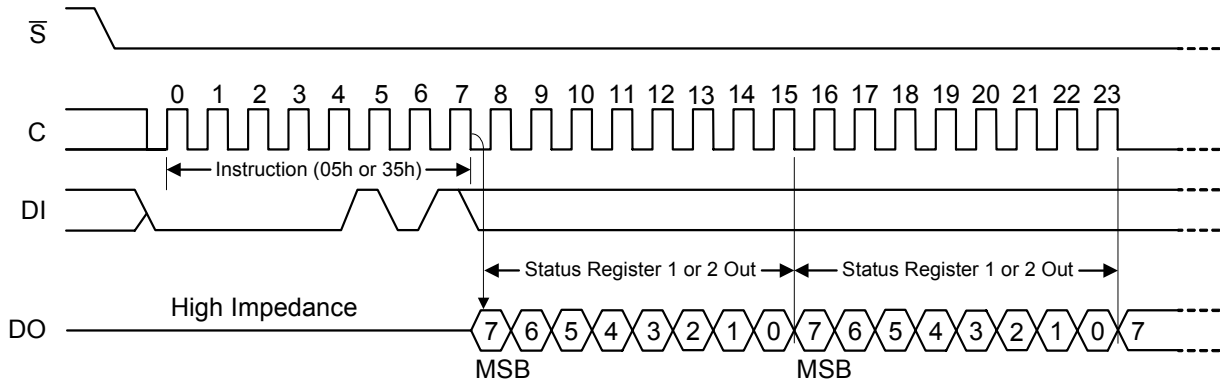 S
0 1 2 3 4 5 6 7 8 9 10 11 12 13 14 15 16 17 18 19 20 21 22 23
C
Instruction (05h or 35h)
DI
Status Register 1 or 2 Out Status Register 1 or 2 Out
High Impedance
DO 7 6 5 4 3 2 1 0 7 6 5 4 3 2 1 0 7
MSB MSB